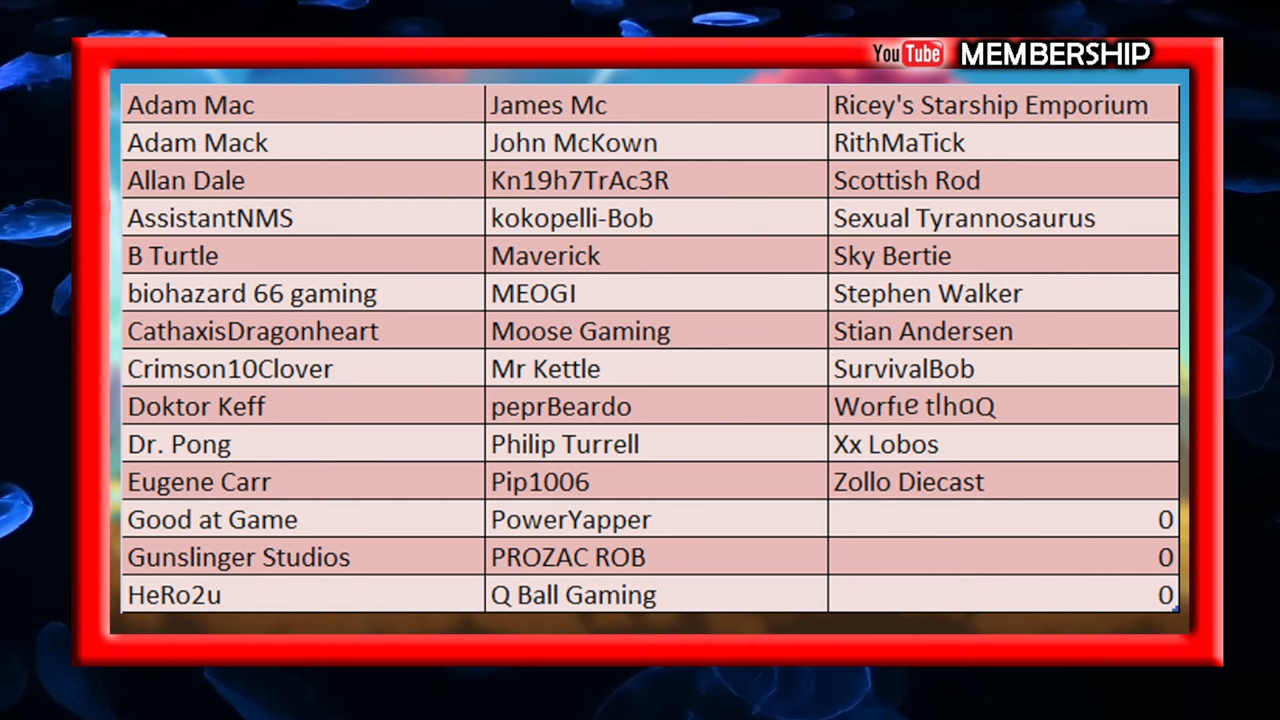 YouTube MEMBERSHIP
Adam Mac James Mc Ricey's Starship Emporium
Adam Mack John McKown RithMaTick
Allan Dale Kn19h7TrAc3R Scottish Rod
AssistantNMS kokopelli-Bob Sexual Tyrannosaurus
B Turtle Maverick Sky Bertie
biohazard 66 gaming MEOGI Stephen Walker
CathaxisDragonheart Moose Gaming Stian Andersen
Crimson10Clover Mr Kettle SurvivalBob
Doktor Keff peprBeardo
Dr. Pong Philip Turrell Xx Lobos
Eugene Carr Pip1006 Zollo Diecast
Good at Game PowerYapper 0
Gunslinger Studios PROZAC ROB 0
HeRo2u Q Ball Gaming 0